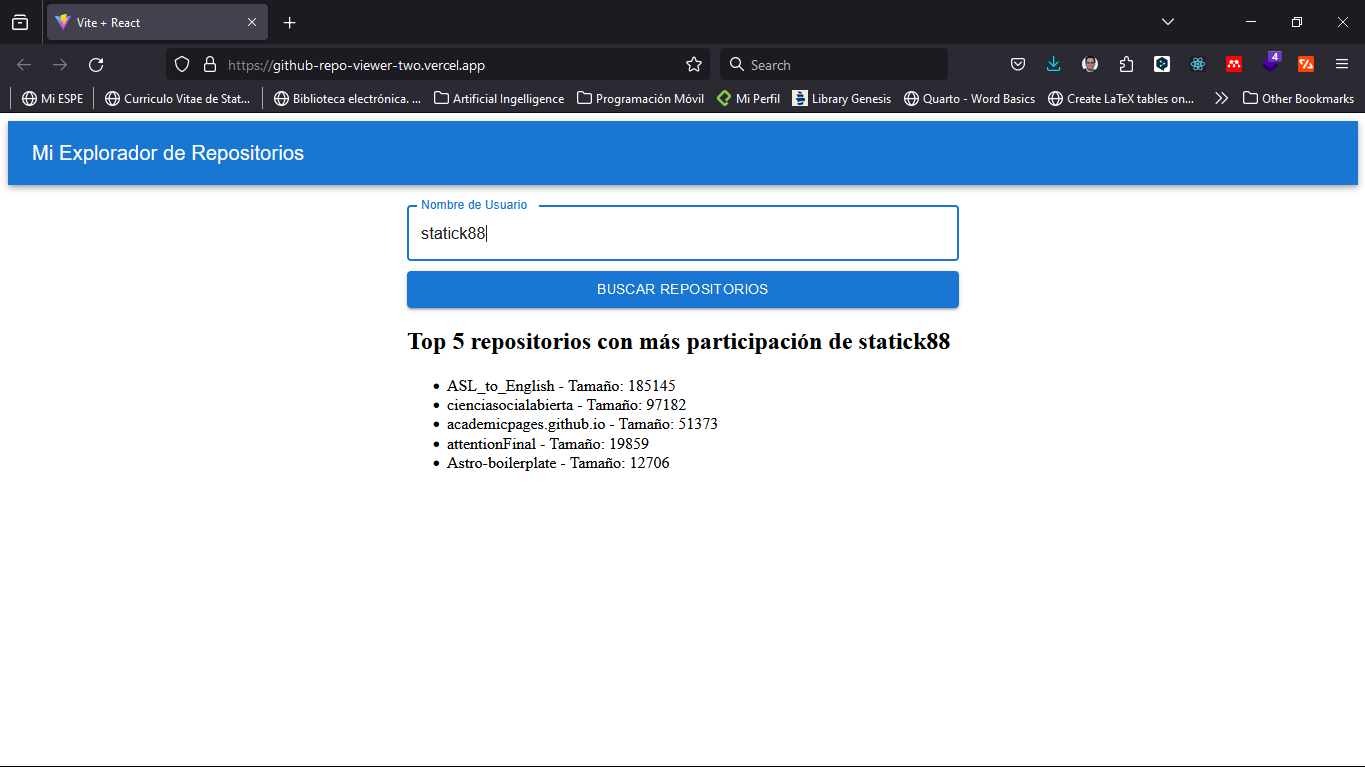 Vite + React
https://github-repo-viewer-two.vercel.app
Search
4
Mi ESPE
Curriculo Vitae de Stat...
Biblioteca electrónica. ...
Artificial Ingelligence
Programación Móvil
Mi Perfil
Library Genesis
Quarto - Word Basics
Create LaTeX tables on...
Other Bookmarks
Mi Explorador de Repositorios
Nombre de Usuario
statick88
BUSCAR REPOSITORIOS
Top 5 repositorios con más participación de statick88
• ASL_to_English - Tamaño: 185145
• cienciasocialabierta - Tamaño: 97182
• academicpages.github.io - Tamaño: 51373
• attentionFinal - Tamaño: 19859
• Astro-boilerplate - Tamaño: 12706